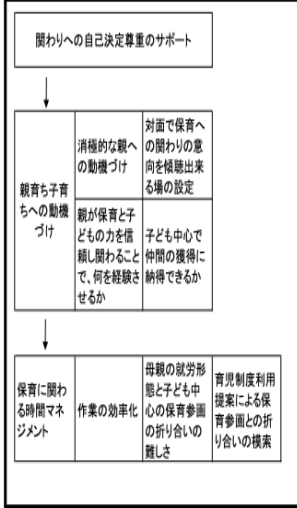 関わりへの自己決定尊重のサポート
親育ち子育
ちへの動機
づけ
消極的な親へ
の動機づけ
対面で保育へ
の関わりの意
向を傾聴出来
る場の設定
親が保育と子
どもの力を信
頼し関わること
で、何を経験さ
せるか
子ども中心で
仲間の獲得に
納得できるか
保育に関わ
る時間マネ
ジメント
作業の効率化
母親の就労形
態と子ども中
心の保育参画
の折り合いの
難しさ
育児制度利用
提案による保
育参画との折
り合いの模索